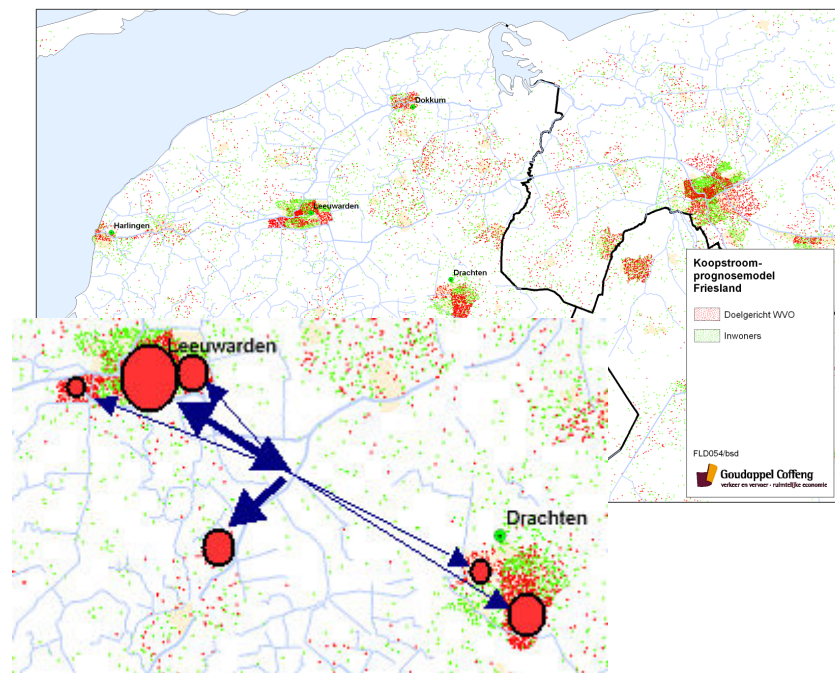 Dokkum
Leeuwarden
Harlingen
Drachten
Koopstroom-
prognosemodel
Friesland
Doelgericht WVO
Inwoners
FLD054/bsd
Goudappel Coffeng
verkeer en vervoer · ruimtelijke economie
Leeuwarden
Drachten